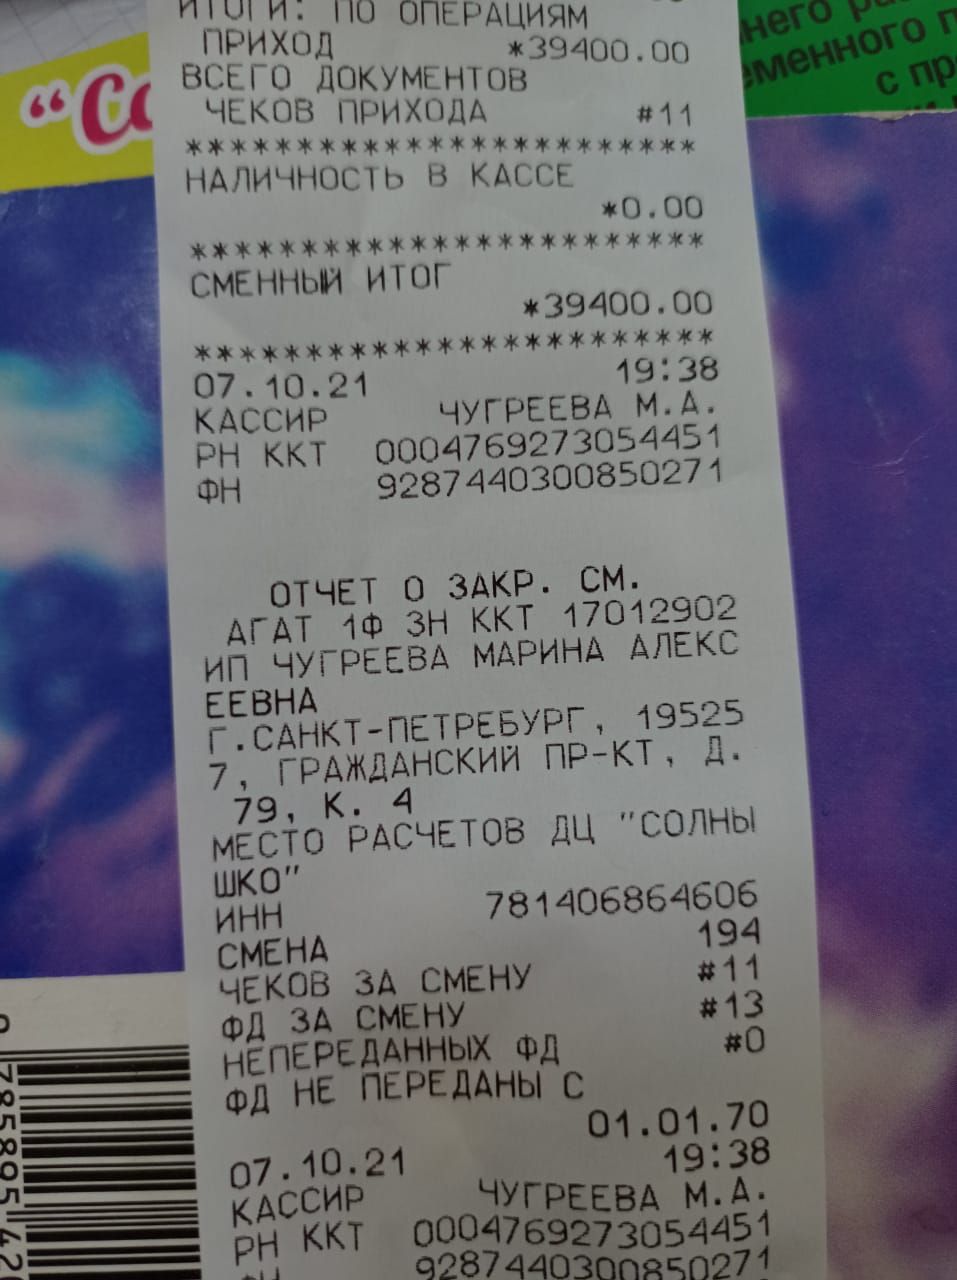 ИТОГИ: ПО ОПЕРАЦИЯМ
ПРИХОД *39400.00
ВСЕГО ДОКУМЕНТОВ
ЧЕКОВ ПРИХОДА #11
************************
НАЛИЧНОСТЬ В КАССЕ
*0.00
************************
СМЕННЫЙ ИТОГ
*39400.00
************************
07.10.21 19:38
КАССИР ЧУГРЕЕВА М.А.
РН ККТ 0004769273054451
ФН 9287440300850271
ОТЧЕТ О ЗАКР. СМ.
АГАТ 1Ф ЗН ККТ 17012902
ИП ЧУГРЕЕВА МАРИНА АЛЕКС
ЕЕВНА
Г.САНКТ-ПЕТРЕБУРГ, 19525
7, ГРАЖДАНСКИЙ ПР-КТ, Д.
79, К. 4
МЕСТО РАСЧЕТОВ ДЦ "СОЛНЫ
ШКО"
ИНН 781406864606
СМЕНА 194
ЧЕКОВ ЗА СМЕНУ #11
ФД ЗА СМЕНУ #13
НЕПЕРЕДАННЫХ ФД #0
ФД НЕ ПЕРЕДАНЫ С
01.01.70
07.10.21 19:38
КАССИР ЧУГРЕЕВА М.А.
РН ККТ 0004769273054451
ФН 9287440300850271